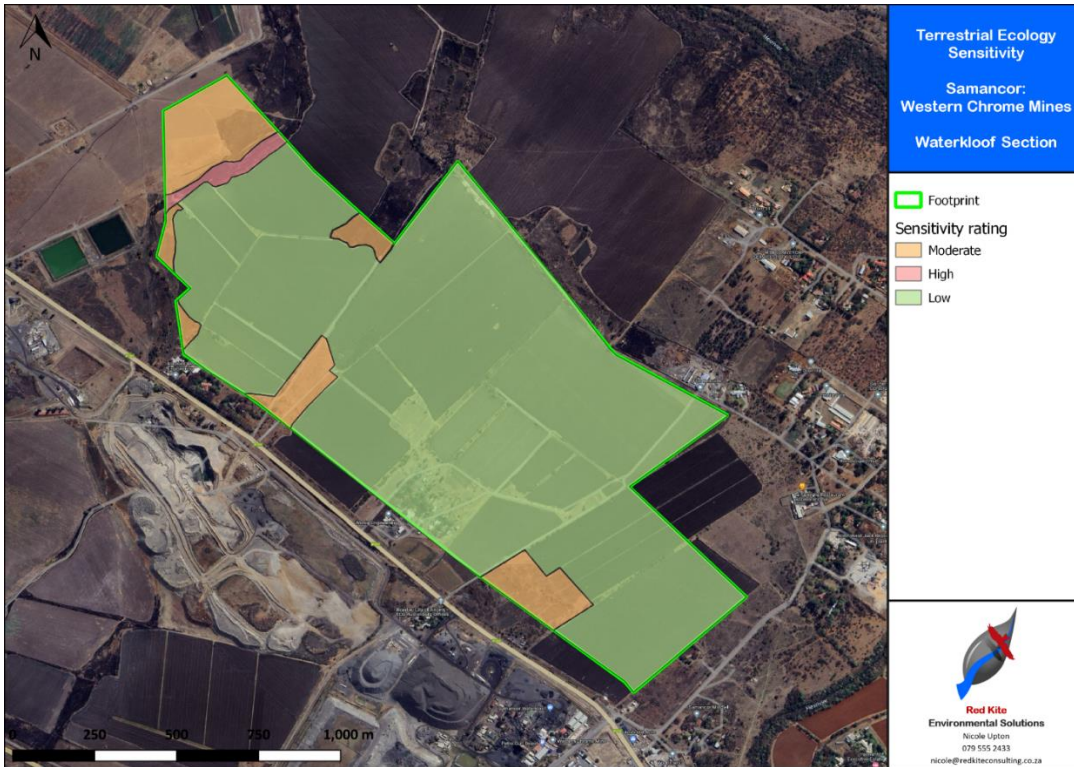 N
Terrestrial Ecology
Sensitivity
Samancor:
Western Chrome Mines
Waterkloof Section
Footprint
Sensitivity rating
Moderate
High
Low
0 250 500 750 1,000 m
Red Kite
Environmental Solutions
Nicole Upton
079 555 2433
nicole@redkiteconsulting.co.za